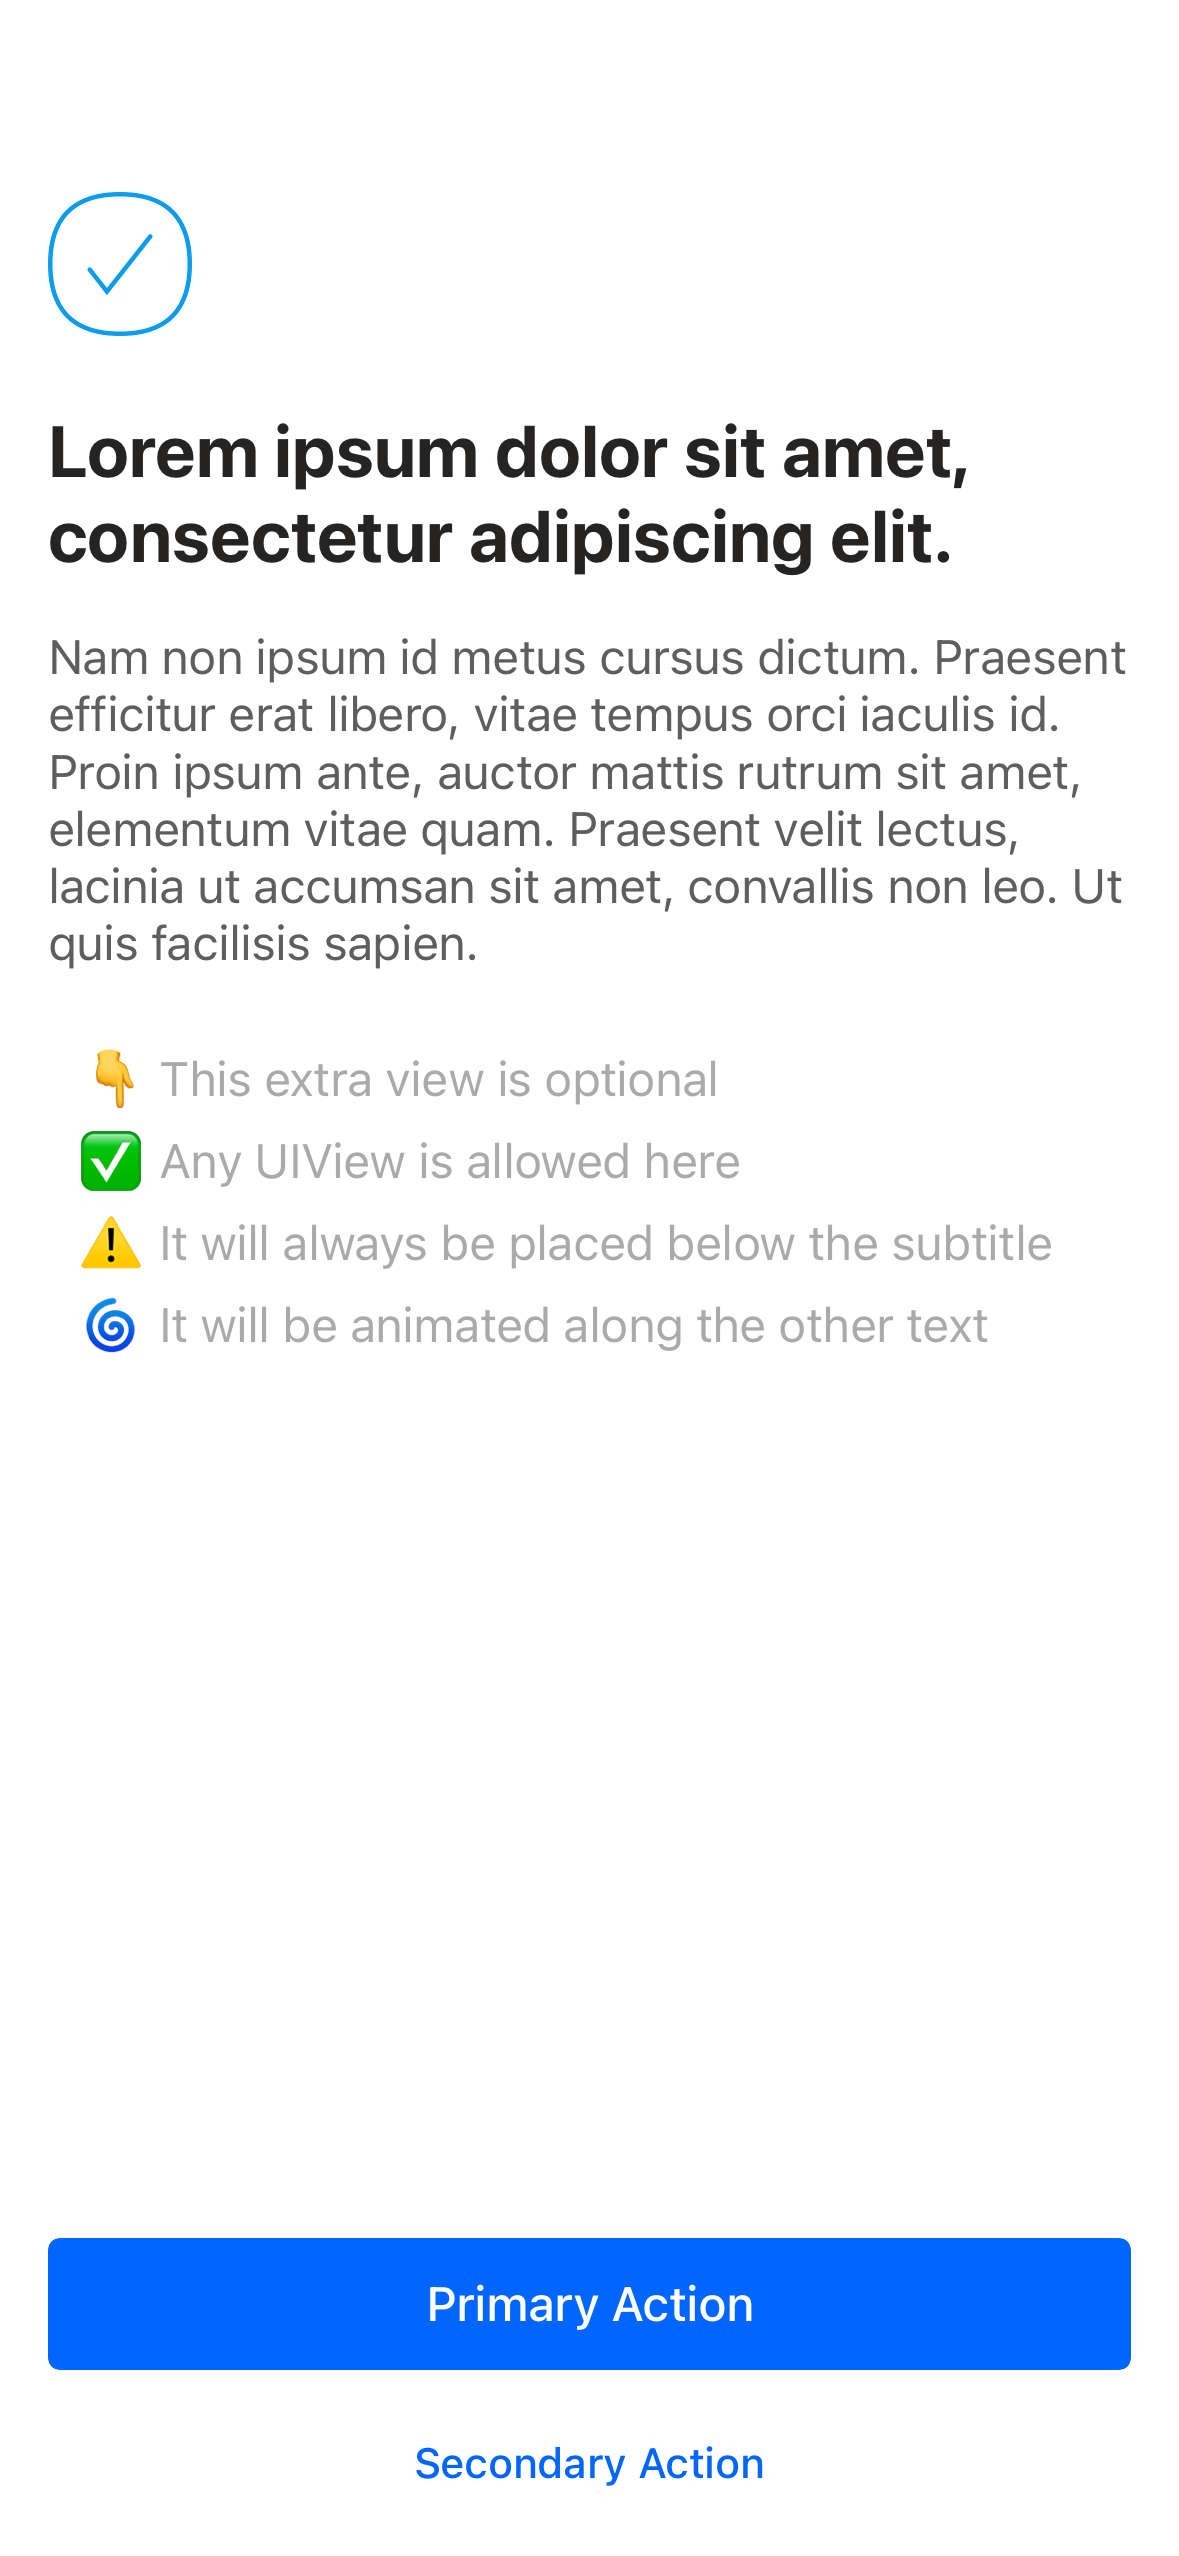 Lorem ipsum dolor sit amet,
consectetur adipiscing elit.
Nam non ipsum id metus cursus dictum. Praesent
efficitur erat libero, vitae tempus orci iaculis id.
Proin ipsum ante, auctor mattis rutrum sit amet,
elementum vitae quam. Praesent velit lectus,
lacinia ut accumsan sit amet, convallis non leo. Ut
quis facilisis sapien.
👇 This extra view is optional
✅ Any UIView is allowed here
⚠️ It will always be placed below the subtitle
🌀 It will be animated along the other text
Primary Action
Secondary Action